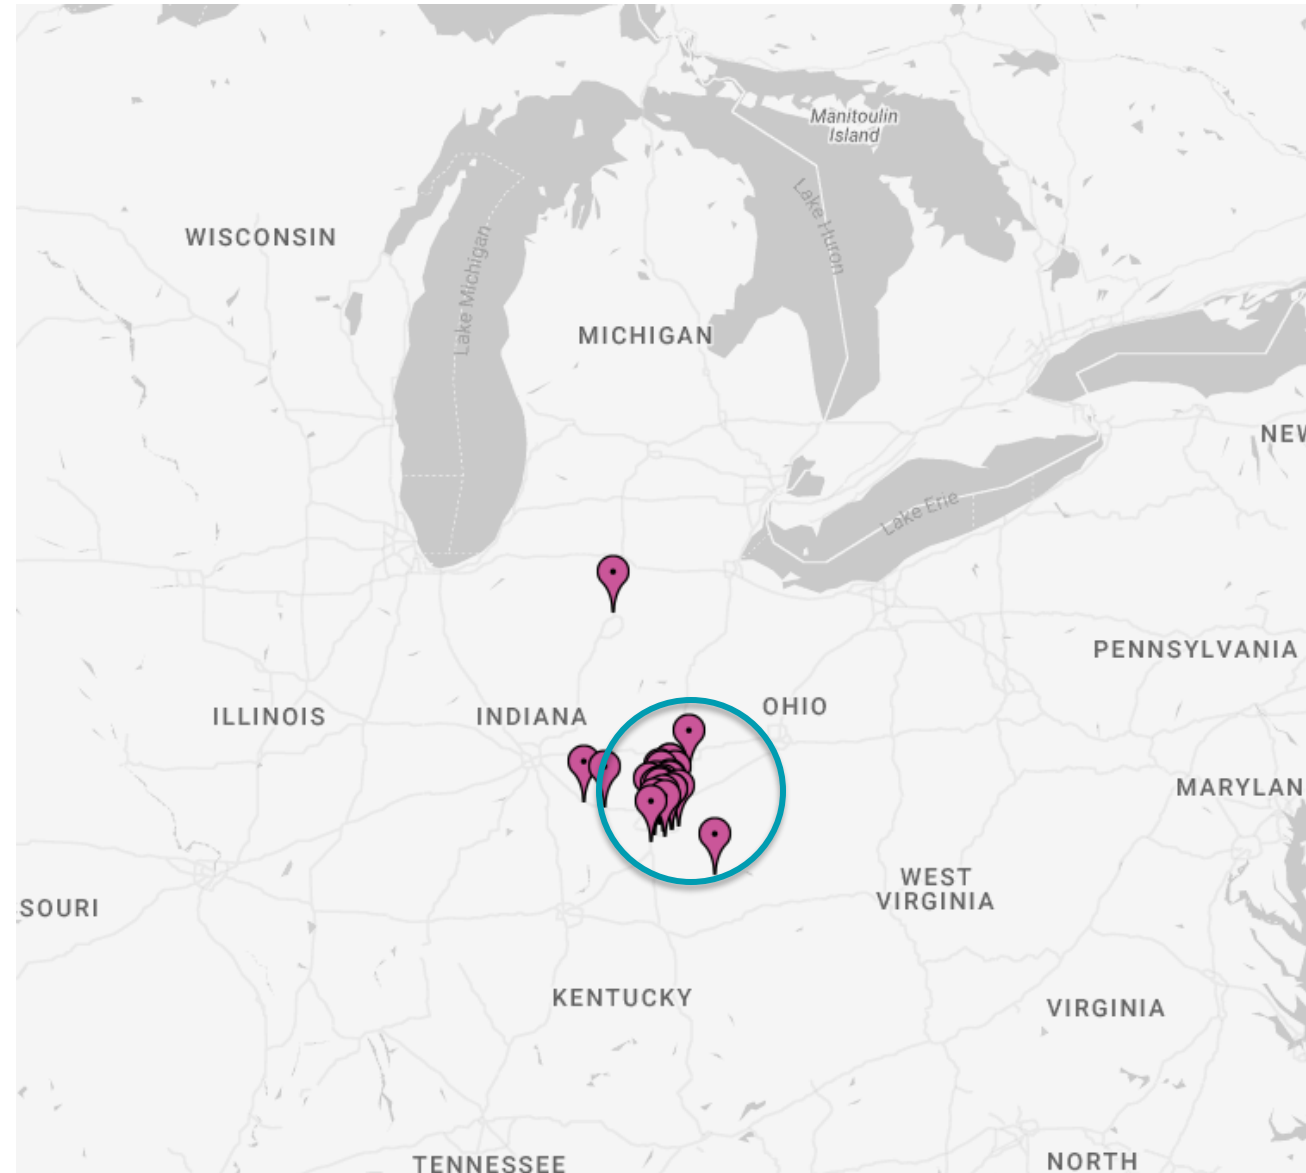 Manitoulin
Island
Lake Huron
WISCONSIN
Lake Michigan
MICHIGAN
NEW
Lake Erie
PENNSYLVANIA
ILLINOIS
INDIANA
OHIO
MARYLAN
WEST
VIRGINIA
SOURI
KENTUCKY
VIRGINIA
TENNESSEE
NORTH